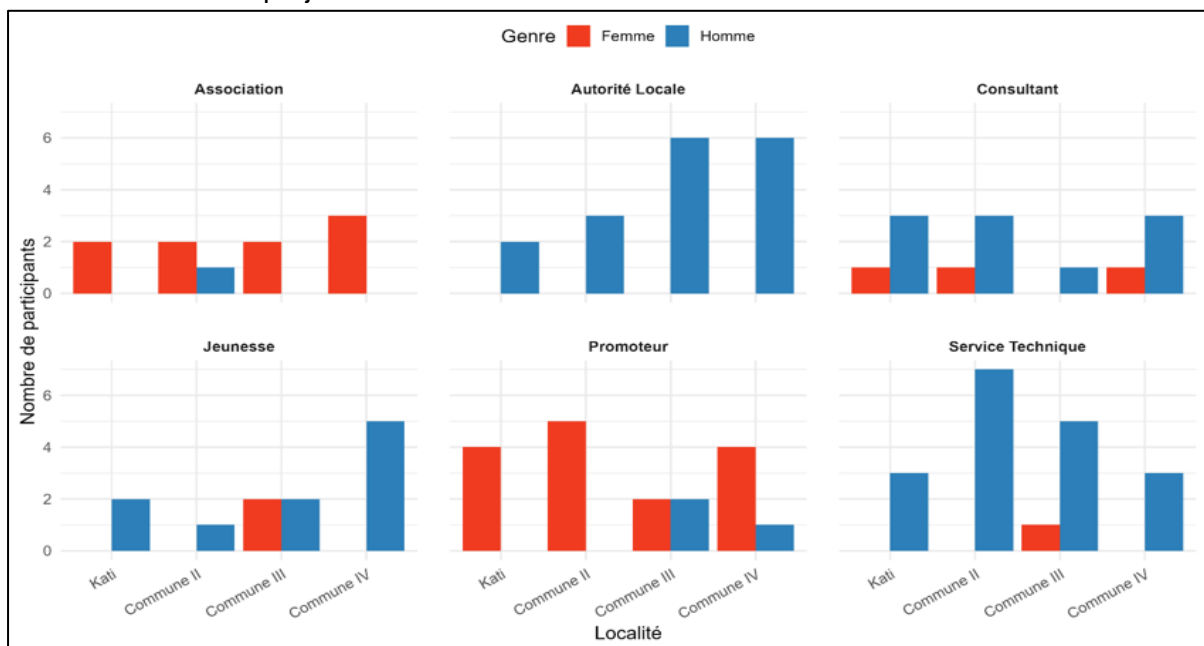 Genre Femme Homme
Association Autorité Locale Consultant
6
4
2
0
Jeunesse Promoteur Service Technique
6
4
2
0
Nombre de participants
Kati Commune II Commune III Commune IV Kati Commune II Commune III Commune IV Kati Commune II Commune III Commune IV
Localité